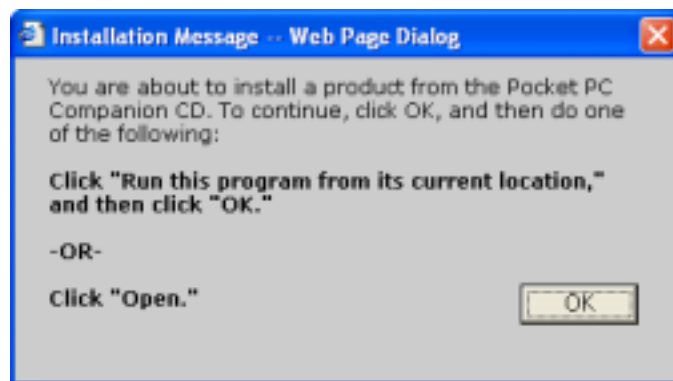 Installation Message -- Web Page Dialog
You are about to install a product from the Pocket PC
Companion CD. To continue, click OK, and then do one
of the following:
Click "Run this program from its current location,"
and then click "OK."
-OR-
Click "Open."
OK